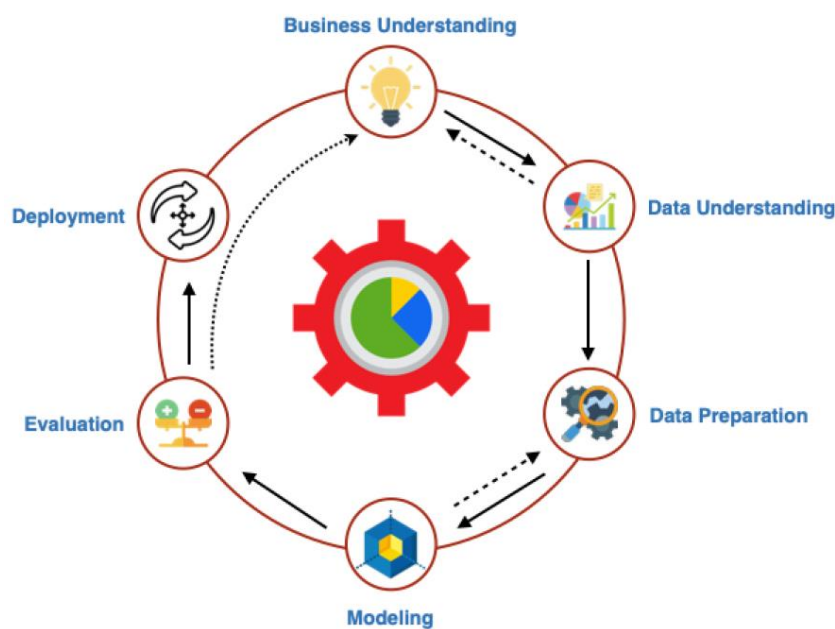 Business Understanding
Data Understanding
Data Preparation
Modeling
Evaluation
Deployment